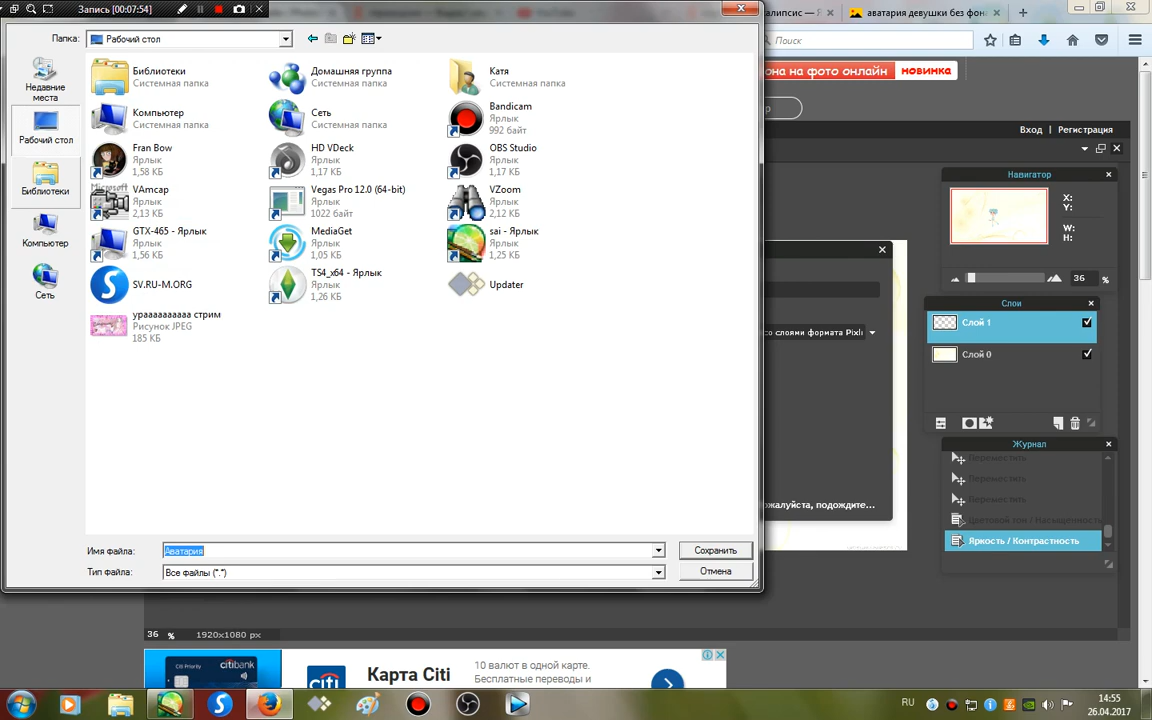 Запись [00:07:54]
алипсис — Я
аватария девушки без фон
Папка:
Рабочий стол
Поиск
Недавние места
Рабочий стол
Библиотеки
Компьютер
Сеть
Библиотеки
Системная папка
Домашняя группа
Системная папка
Катя
Системная папка
Компьютер
Системная папка
Сеть
Системная папка
Bandicam
Ярлык
992 байт
Fran Bow
Ярлык
1,58 КБ
HD VDeck
Ярлык
1,17 КБ
OBS Studio
Ярлык
1,17 КБ
VAmcap
Ярлык
2,13 КБ
Vegas Pro 12.0 (64-bit)
Ярлык
1022 байт
VZoom
Ярлык
2,12 КБ
GTX-465 - Ярлык
Ярлык
1,56 КБ
MediaGet
Ярлык
1,05 КБ
sai - Ярлык
Ярлык
1,25 КБ
SV.RU-M.ORG
TS4_x64 - Ярлык
Ярлык
1,26 КБ
Updater
ураааааааааа стрим
Рисунок JPEG
185 КБ
Имя файла:
Аватария
Сохранить
Тип файла:
Все файлы (*.*)
Отмена
она на фото онлайн
новинка
Вход | Регистрация
Навигатор
X:
Y:
W:
H:
36 %
Слои
Слой 1
Слой 0
со слоями формата Pixl
ожалуйста, подождите...
Журнал
Переместить
Переместить
Переместить
Цветовой тон / Насыщенность
Яркость / Контрастность
36 %
1920x1080 px
Credit Partners
citibank
citi
Карта Citi
10 валют в одной карте.
Бесплатные переводы и
RU
14:55
26.04.2017